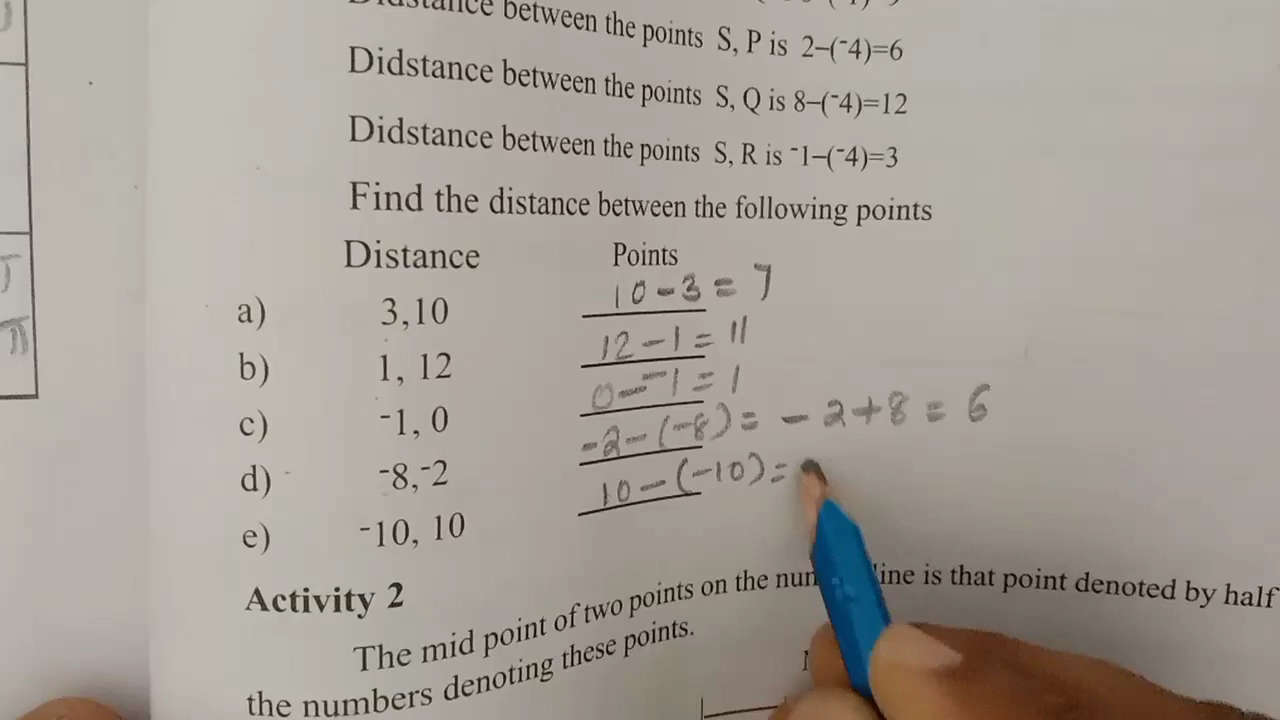 Didstance between the points S, P is 2–(⁻4)=6
Didstance between the points S, Q is 8–(⁻4)=12
Didstance between the points S, R is ⁻1–(⁻4)=3
Find the distance between the following points
Distance Points
a) 3,10 10 - 3 = 7
b) 1, 12 12 - 1 = 11
c) ⁻1, 0 0 - ⁻1 = 1
d) ⁻8,⁻2 -2-(-8) = -2+8 = 6
e) ⁻10, 10 10-(-10) =
Activity 2
The mid point of two points on the line is that point denoted by half
the numbers denoting these points.